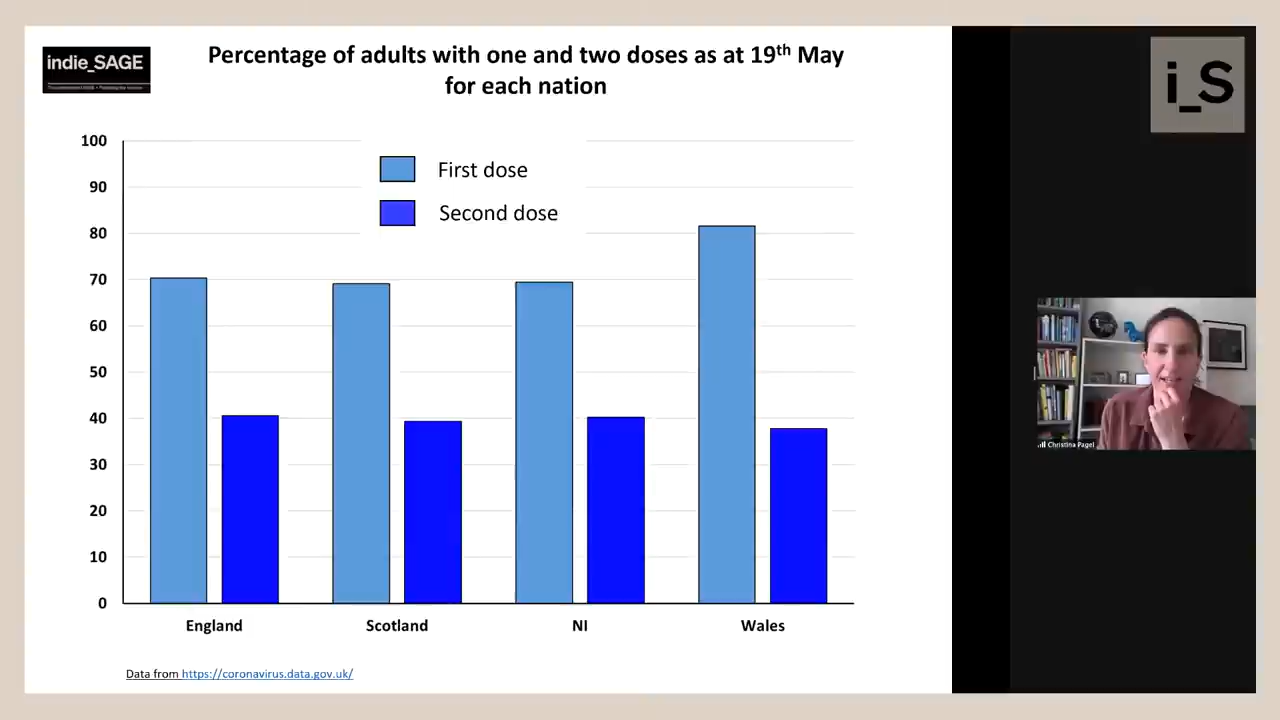 indie_SAGE
Percentage of adults with one and two doses as at 19th May
for each nation
i_S
100
90
80
70
60
50
40
30
20
10
0
First dose
Second dose
England
Scotland
NI
Wales
Data from https://coronavirus.data.gov.uk/
Christina Pagel